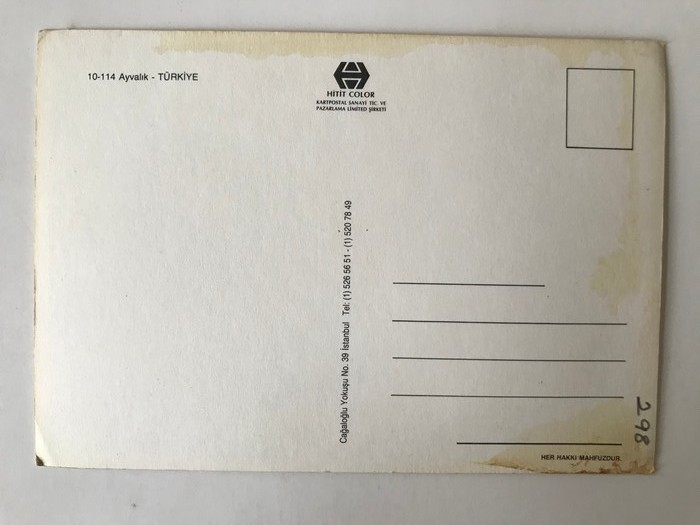 10-114 Ayvalık - TÜRKİYE
HİTİT COLOR
KARTPOSTAL SANAYİ TİC. VE
PAZARLAMA LİMİTED ŞİRKETİ
Cağaloğlu Yokuşu No. 39 İstanbul Tel: (1) 526 56 51 - (1) 520 78 49
298
HER HAKKI MAHFUZDUR